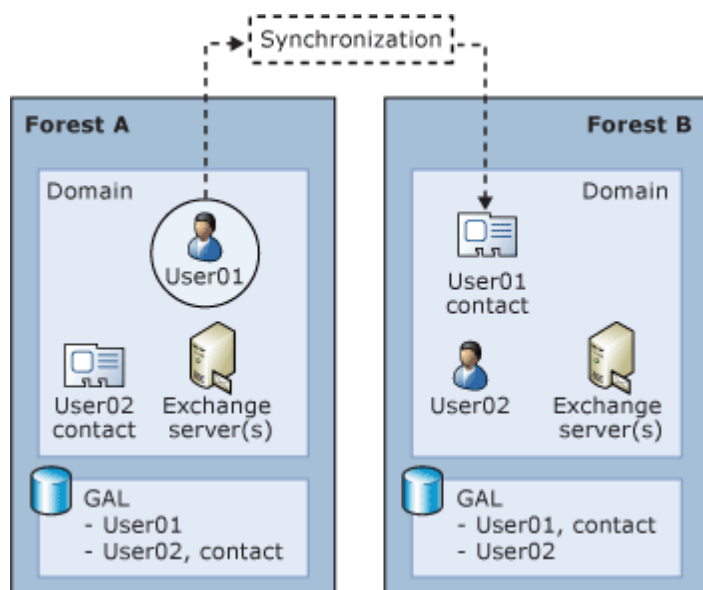 Synchronization
Forest A
Domain
User01
User02
contact
Exchange
server(s)
GAL
- User01
- User02, contact
Forest B
Domain
User01
contact
User02
Exchange
server(s)
GAL
- User01, contact
- User02